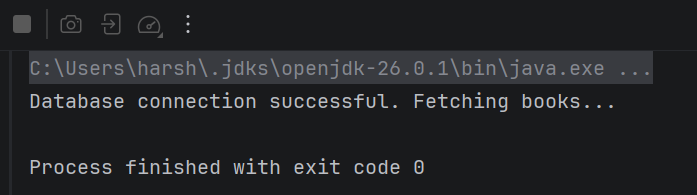 C:\Users\harsh\.jdks\openjdk-26.0.1\bin\java.exe ...
Database connection successful. Fetching books...
Process finished with exit code 0